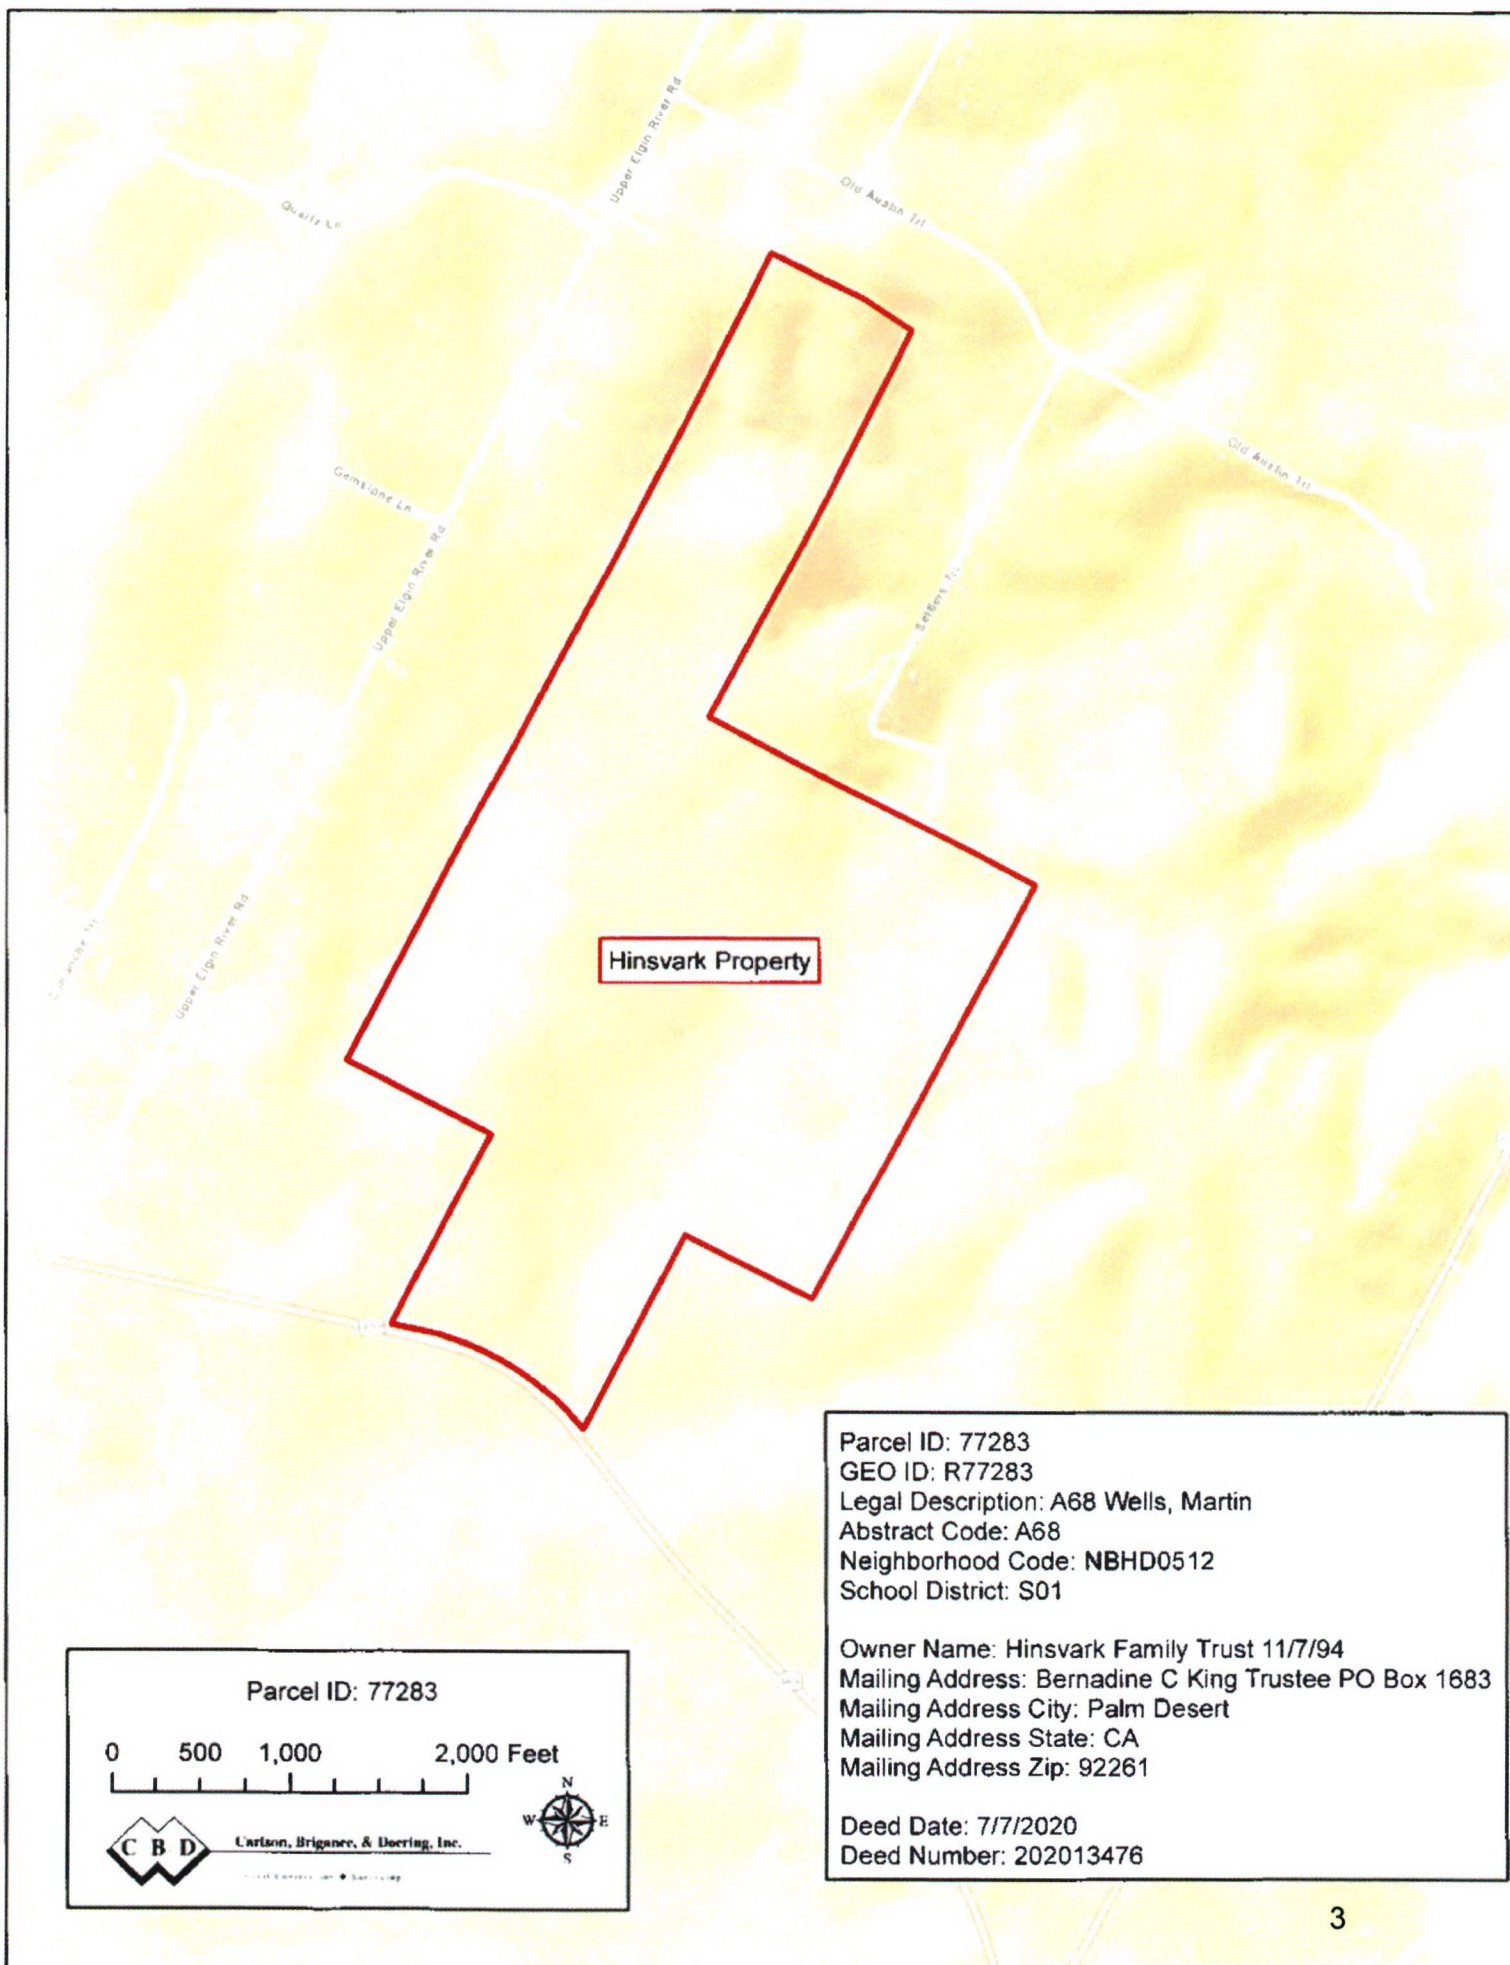 Upper Elgin River Rd
Old Austin Trl
Quartz Ln
Old Austin Trl
Gemstone Ln
Upper Elgin River Rd
Upper Elgin River Rd
Hinsvark Property
Parcel ID: 77283
GEO ID: R77283
Legal Description: A68 Wells, Martin
Abstract Code: A68
Neighborhood Code: NBHD0512
School District: S01
Owner Name: Hinsvark Family Trust 11/7/94
Mailing Address: Bernadine C King Trustee PO Box 1683
Mailing Address City: Palm Desert
Mailing Address State: CA
Mailing Address Zip: 92261
Deed Date: 7/7/2020
Deed Number: 202013476
Parcel ID: 77283
0 500 1,000 2,000 Feet
N
W E
S
C B D
Carlson, Brigance, & Doering, Inc.
3